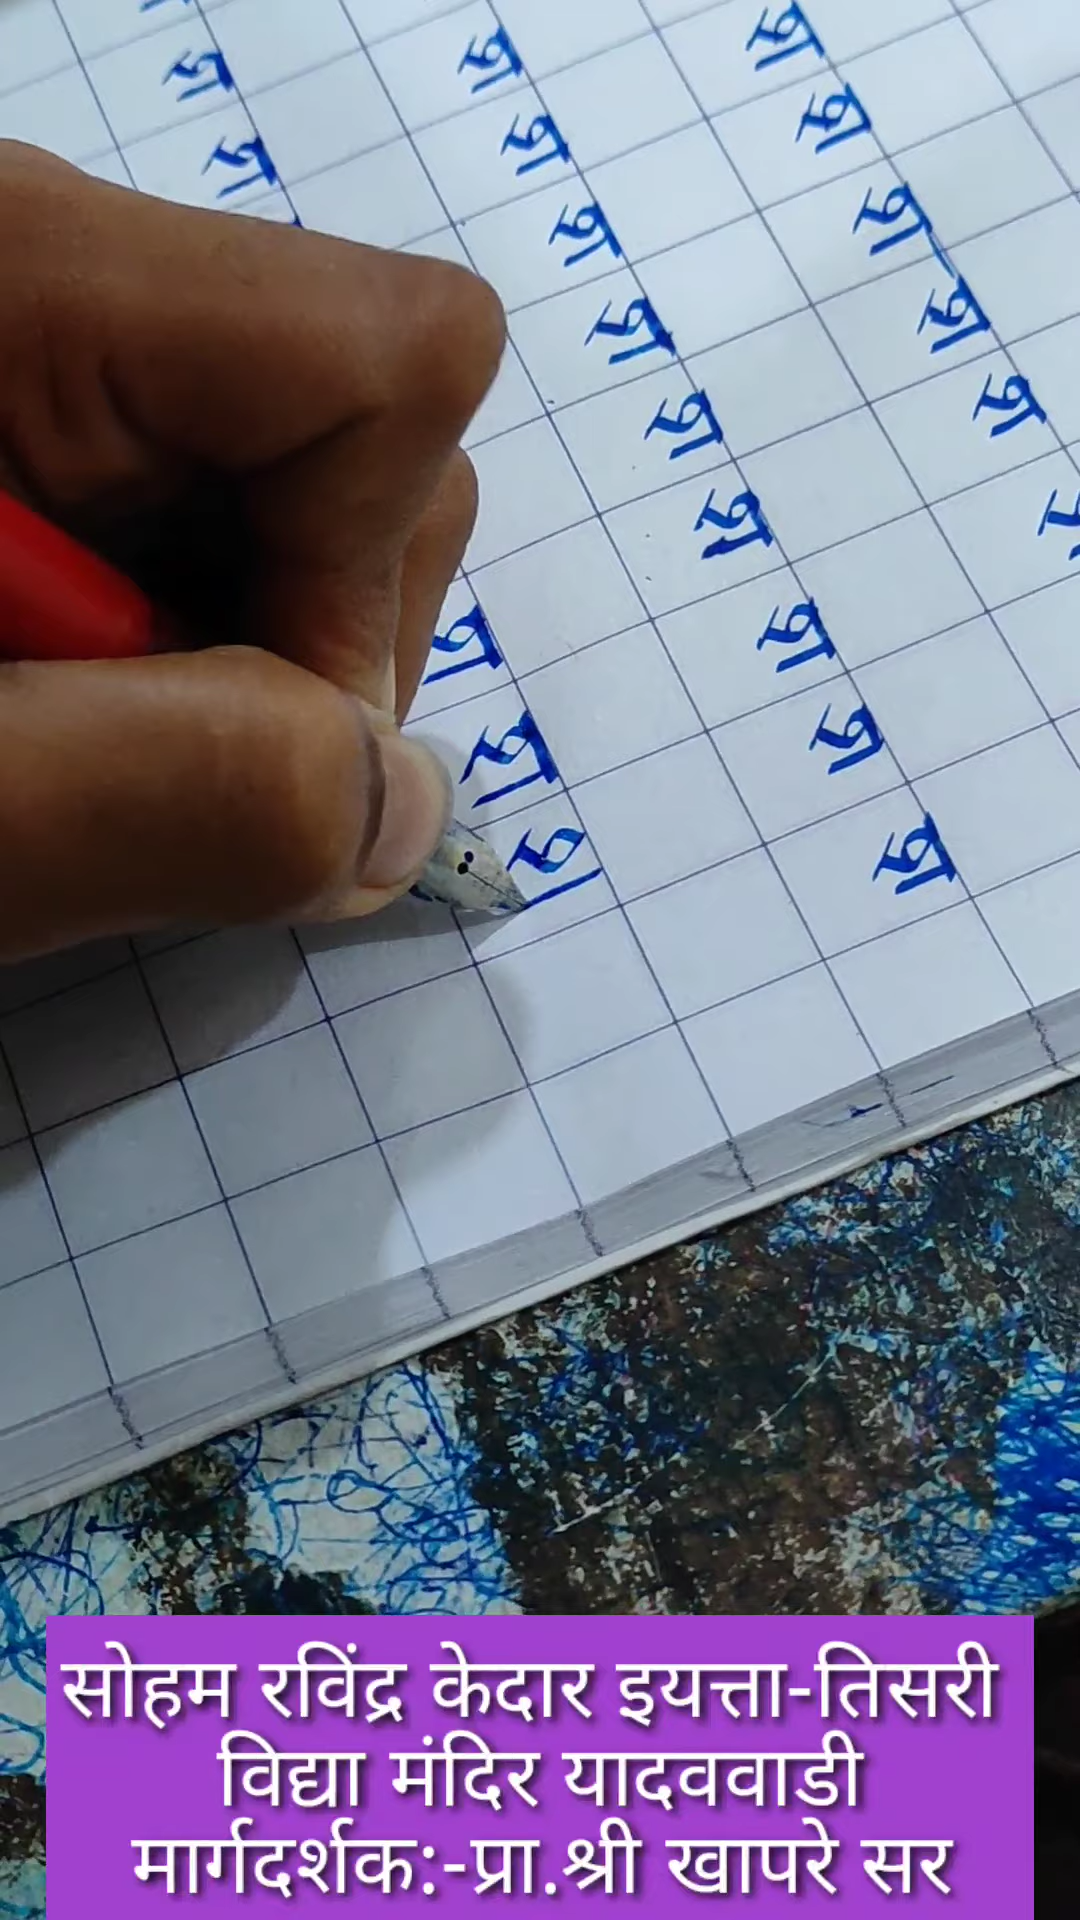 श श श श श
श श श श श श श श श
श श श श श
सोहम रविंद्र केदार इयत्ता-तिसरी
विद्या मंदिर यादववाडी
मार्गदर्शक:-प्रा.श्री खापरे सर